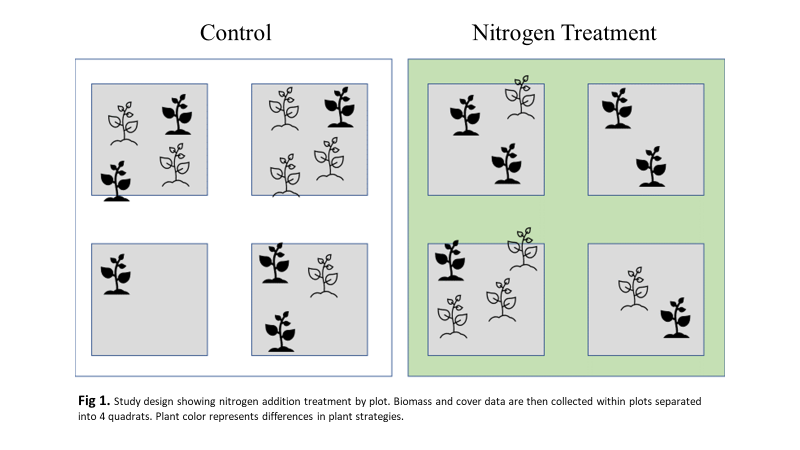 Control
Nitrogen Treatment
Fig 1. Study design showing nitrogen addition treatment by plot. Biomass and cover data are then collected within plots separated
into 4 quadrats. Plant color represents differences in plant strategies.